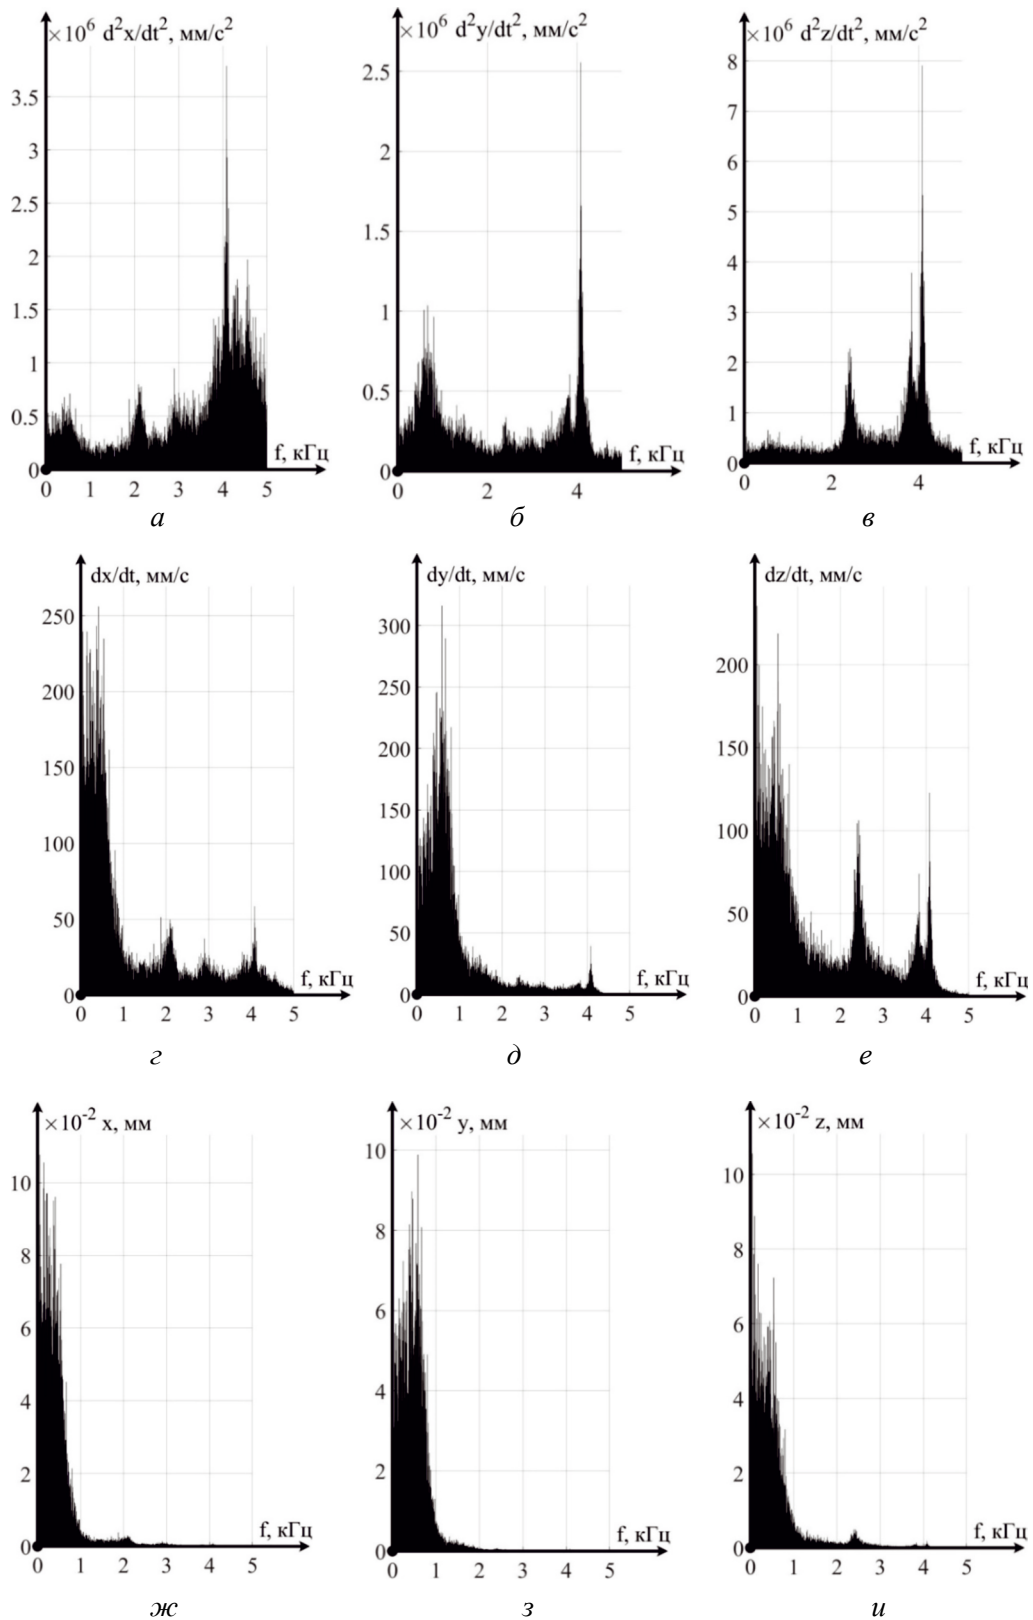 ×10⁶ d²x/dt², мм/с²
3.5
3
2.5
2
1.5
1
0.5
0
0 1 2 3 4 5
f, кГц
а
×10⁶ d²y/dt², мм/с²
2.5
2
1.5
1
0.5
0
0 2 4
f, кГц
б
×10⁶ d²z/dt², мм/с²
8
7
6
5
4
3
2
1
0
0 2 4
f, кГц
в
dx/dt, мм/с
250
200
150
100
50
0
0 1 2 3 4 5
f, кГц
г
dy/dt, мм/с
300
250
200
150
100
50
0
0 1 2 3 4 5
f, кГц
д
dz/dt, мм/с
200
150
100
50
0
0 1 2 3 4 5
f, кГц
е
×10⁻² x, мм
10
8
6
4
2
0
0 1 2 3 4 5
f, кГц
ж
×10⁻² y, мм
10
8
6
4
2
0
0 1 2 3 4 5
f, кГц
з
×10⁻² z, мм
10
8
6
4
2
0
0 1 2 3 4 5
f, кГц
и